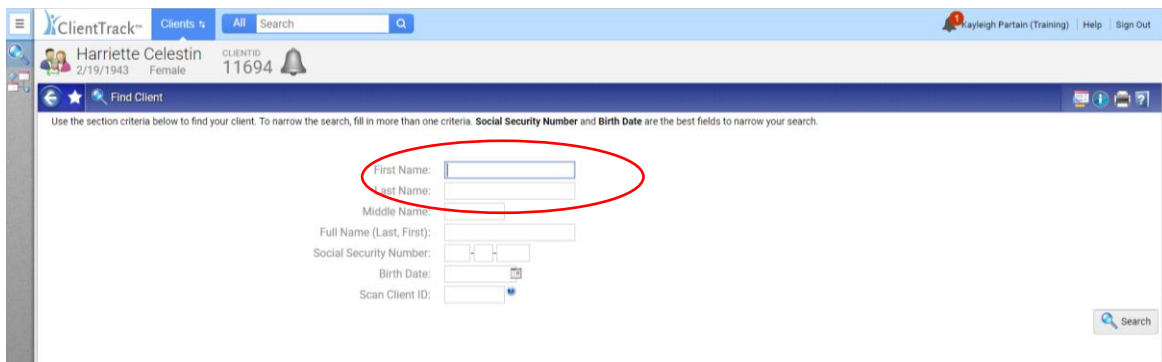 ClientTrack™ Clients All Search 1 Kayleigh Partain (Training) Help Sign Out
Harriette Celestin CLIENTID
2/19/1943 Female 11694
Find Client
Use the section criteria below to find your client. To narrow the search, fill in more than one criteria. Social Security Number and Birth Date are the best fields to narrow your search.
First Name:
Last Name:
Middle Name:
Full Name (Last, First):
Social Security Number: - -
Birth Date:
Scan Client ID:
Search